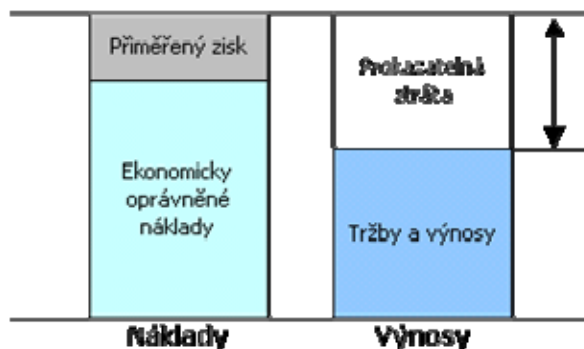 Přiměřený zisk
Ekonomicky
oprávněné
náklady
Prokazatelná
ztráta
Tržby a výnosy
Náklady
Výnosy